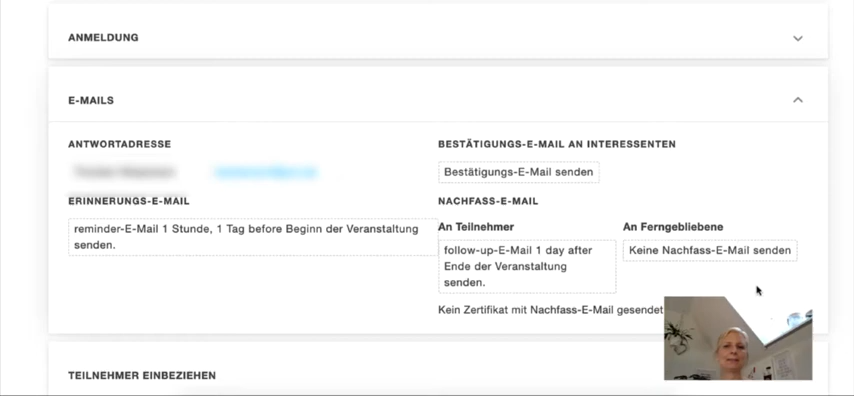 ANMELDUNG
E-MAILS
ANTWORTADRESSE
BESTÄTIGUNGS-E-MAIL AN INTERESSENTEN
Bestätigungs-E-Mail senden
ERINNERUNGS-E-MAIL
reminder-E-Mail 1 Stunde, 1 Tag before Beginn der Veranstaltung
senden.
NACHFASS-E-MAIL
An Teilnehmer
follow-up-E-Mail 1 day after
Ende der Veranstaltung
senden.
An Ferngebliebene
Keine Nachfass-E-Mail senden
Kein Zertifikat mit Nachfass-E-Mail gesendet
TEILNEHMER EINBEZIEHEN